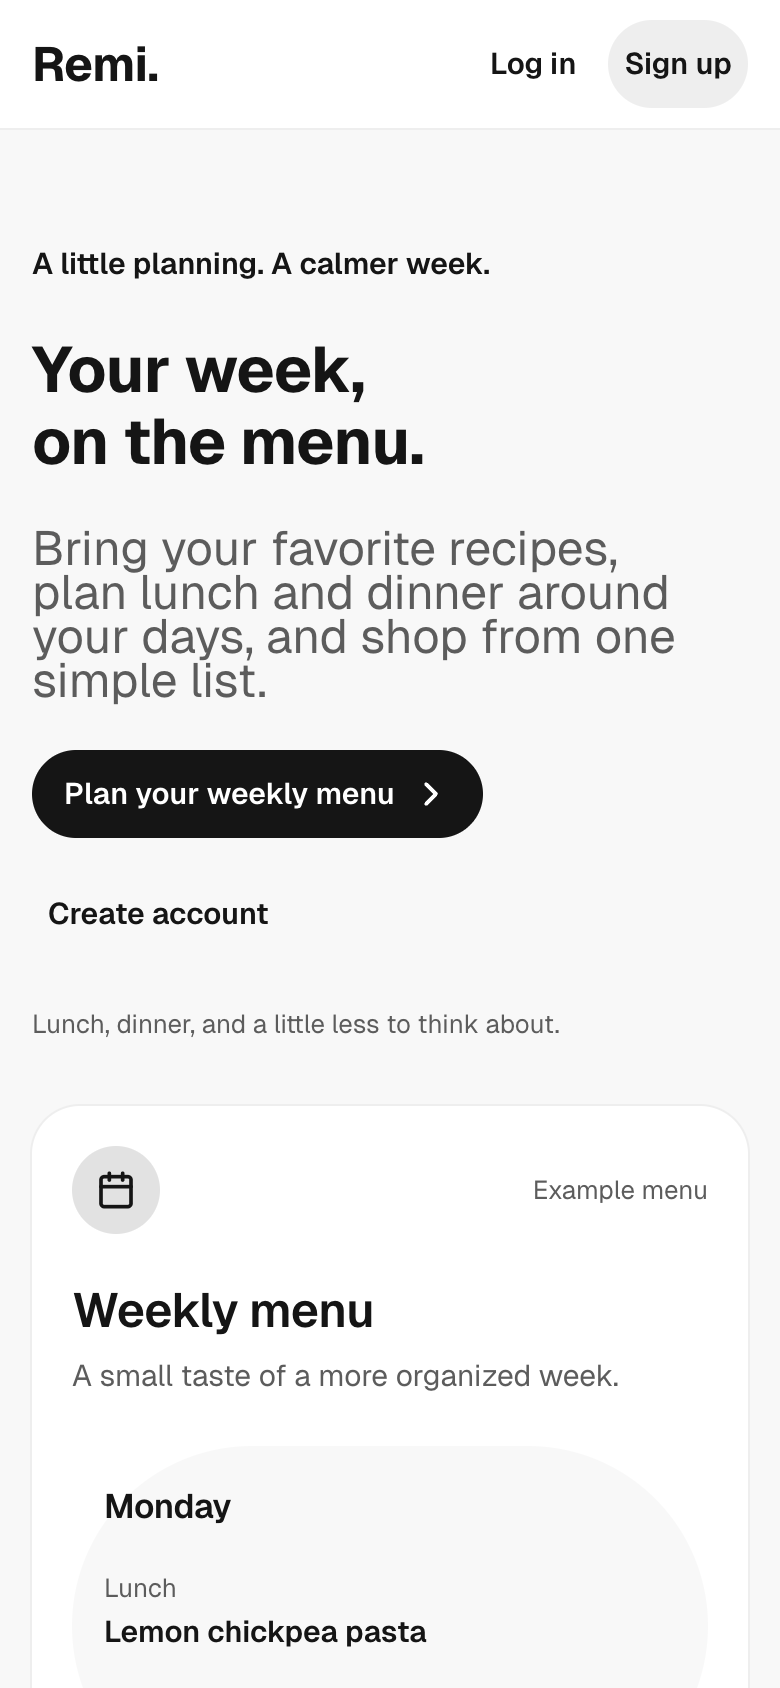 Remi.
Log in
Sign up
A little planning. A calmer week.
Your week,
on the menu.
Bring your favorite recipes,
plan lunch and dinner around
your days, and shop from one
simple list.
Plan your weekly menu
Create account
Lunch, dinner, and a little less to think about.
Example menu
Weekly menu
A small taste of a more organized week.
Monday
Lunch
Lemon chickpea pasta